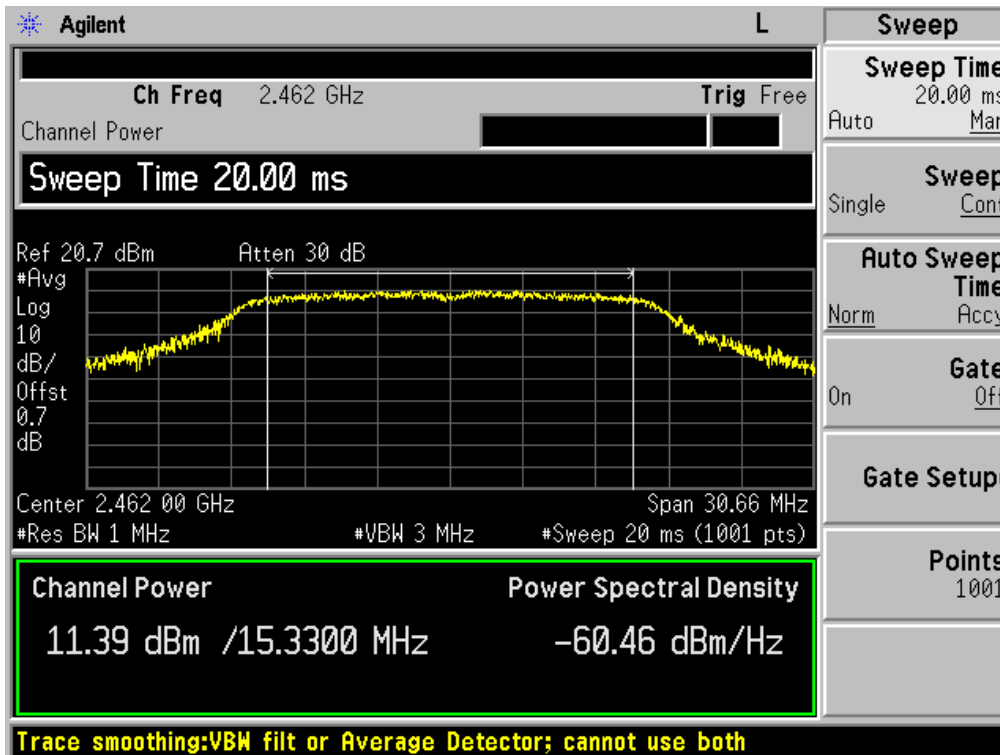 Agilent L Sweep
Ch Freq 2.462 GHz Trig Free
Channel Power
Sweep Time 20.00 ms
Ref 20.7 dBm Atten 30 dB
#Avg
Log
10
dB/
Offst
0.7
dB
Center 2.462 00 GHz Span 30.66 MHz
#Res BW 1 MHz #VBW 3 MHz #Sweep 20 ms (1001 pts)
Channel Power Power Spectral Density
11.39 dBm /15.3300 MHz -60.46 dBm/Hz
Trace smoothing:VBW filt or Average Detector; cannot use both
Sweep Time
20.00 ms
Auto Man
Sweep
Single Cont
Auto Sweep
Time
Norm Accy
Gate
On Off
Gate Setup
Points
1001